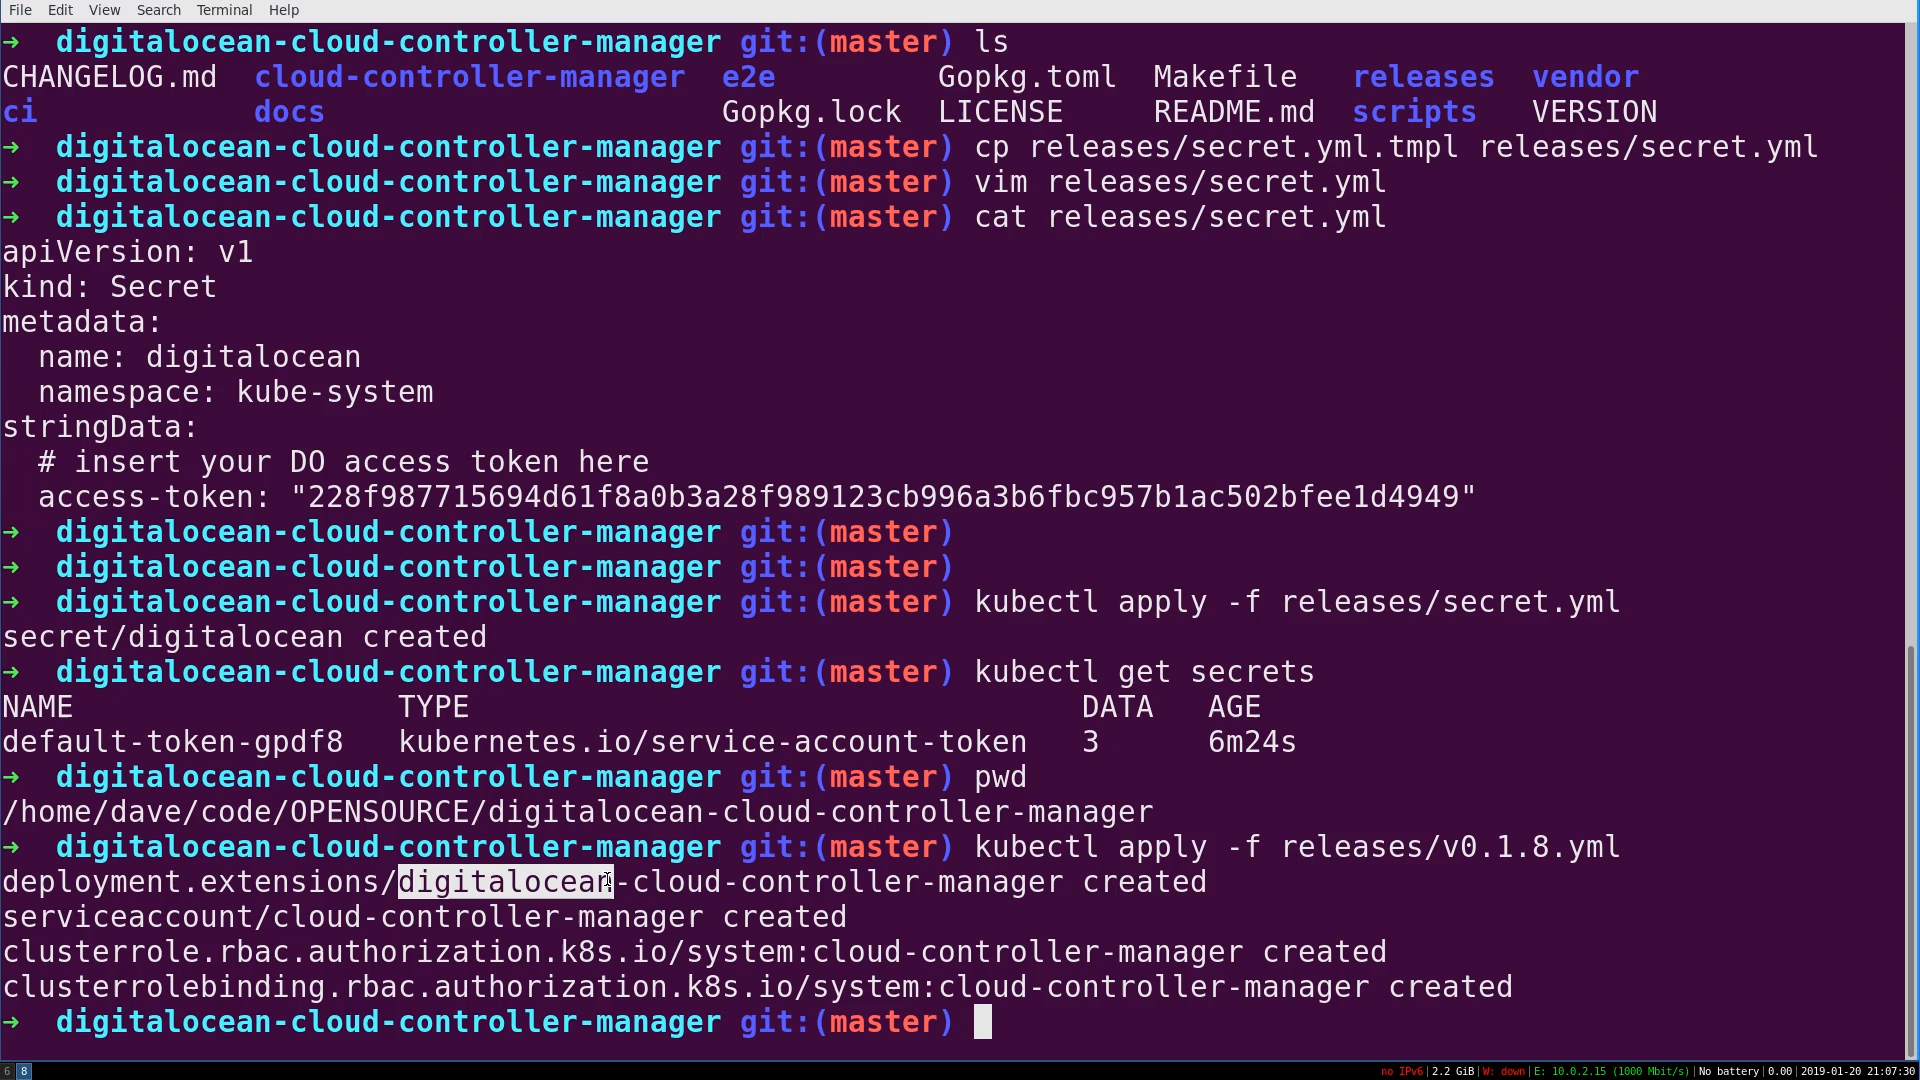 File Edit View Search Terminal Help
➜ digitalocean-cloud-controller-manager git:(master) ls
CHANGELOG.md cloud-controller-manager e2e Gopkg.toml Makefile releases vendor
ci docs Gopkg.lock LICENSE README.md scripts VERSION
➜ digitalocean-cloud-controller-manager git:(master) cp releases/secret.yml.tmpl releases/secret.yml
➜ digitalocean-cloud-controller-manager git:(master) vim releases/secret.yml
➜ digitalocean-cloud-controller-manager git:(master) cat releases/secret.yml
apiVersion: v1
kind: Secret
metadata:
  name: digitalocean
  namespace: kube-system
stringData:
  # insert your DO access token here
  access-token: "228f987715694d61f8a0b3a28f989123cb996a3b6fbc957b1ac502bfee1d4949"
➜ digitalocean-cloud-controller-manager git:(master)
➜ digitalocean-cloud-controller-manager git:(master)
➜ digitalocean-cloud-controller-manager git:(master) kubectl apply -f releases/secret.yml
secret/digitalocean created
➜ digitalocean-cloud-controller-manager git:(master) kubectl get secrets
NAME TYPE DATA AGE
default-token-gpdf8 kubernetes.io/service-account-token 3 6m24s
➜ digitalocean-cloud-controller-manager git:(master) pwd
/home/dave/code/OPENSOURCE/digitalocean-cloud-controller-manager
➜ digitalocean-cloud-controller-manager git:(master) kubectl apply -f releases/v0.1.8.yml
deployment.extensions/digitalocean-cloud-controller-manager created
serviceaccount/cloud-controller-manager created
clusterrole.rbac.authorization.k8s.io/system:cloud-controller-manager created
clusterrolebinding.rbac.authorization.k8s.io/system:cloud-controller-manager created
➜ digitalocean-cloud-controller-manager git:(master)
6 8 no IPv6|2.2 GiB|W: down|E: 10.0.2.15 (1000 Mbit/s)|No battery|0.00|2019-01-20 21:07:30